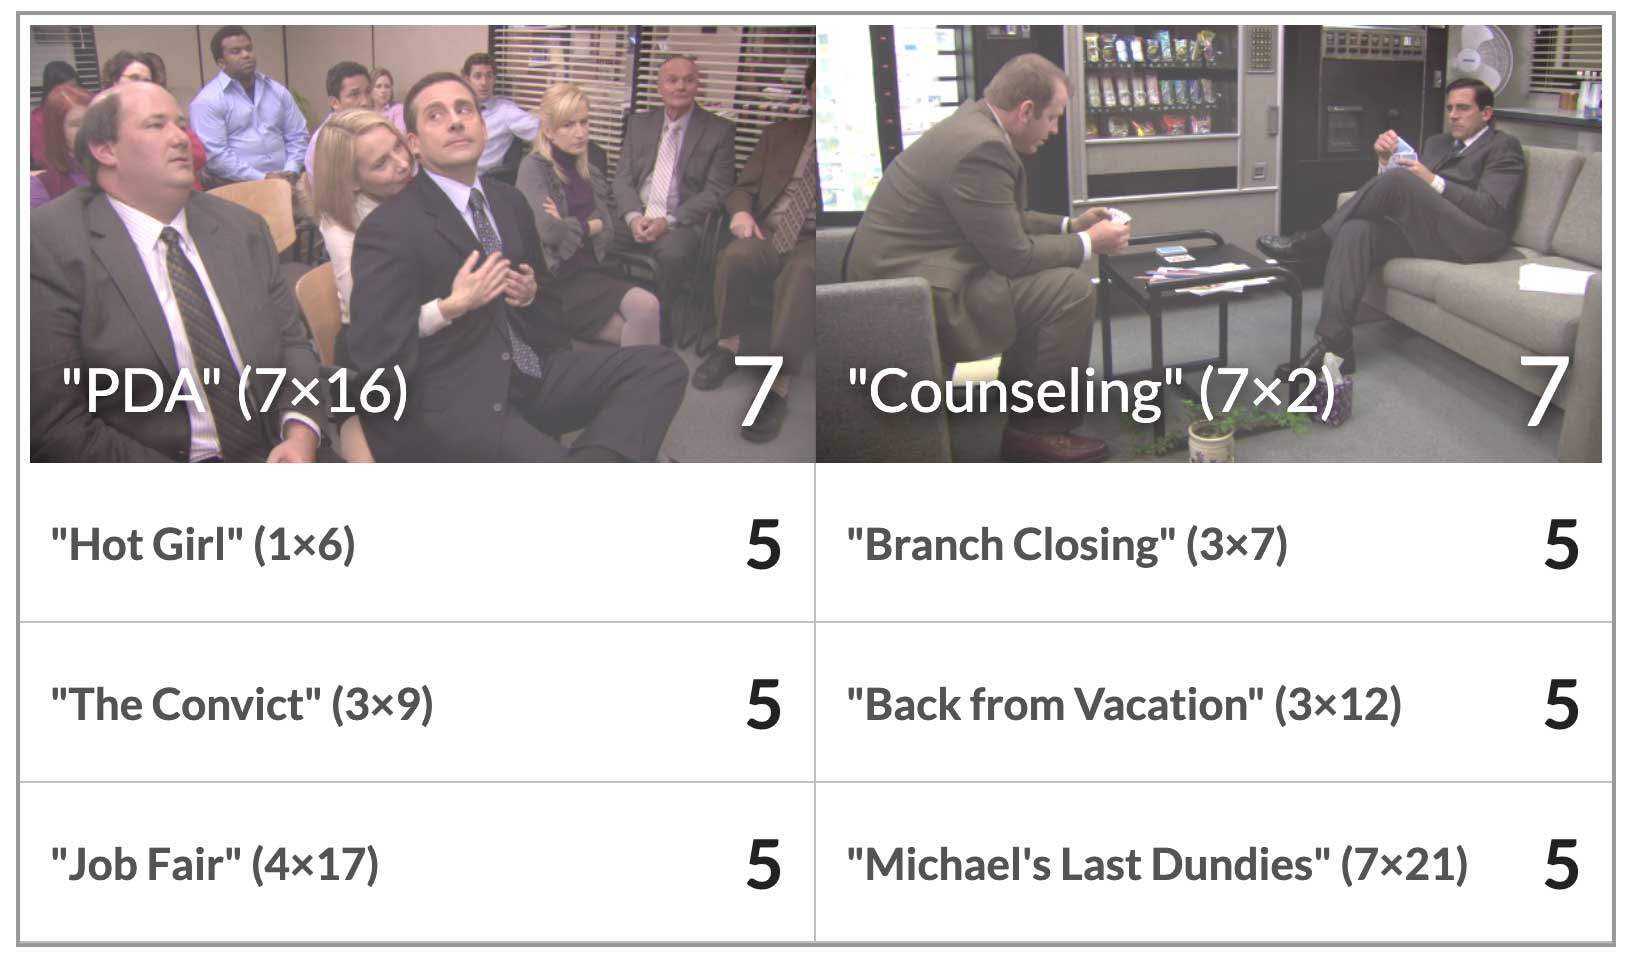 "PDA" (7×16) 7
"Counseling" (7×2) 7
"Hot Girl" (1×6) 5
"Branch Closing" (3×7) 5
"The Convict" (3×9) 5
"Back from Vacation" (3×12) 5
"Job Fair" (4×17) 5
"Michael's Last Dundies" (7×21) 5